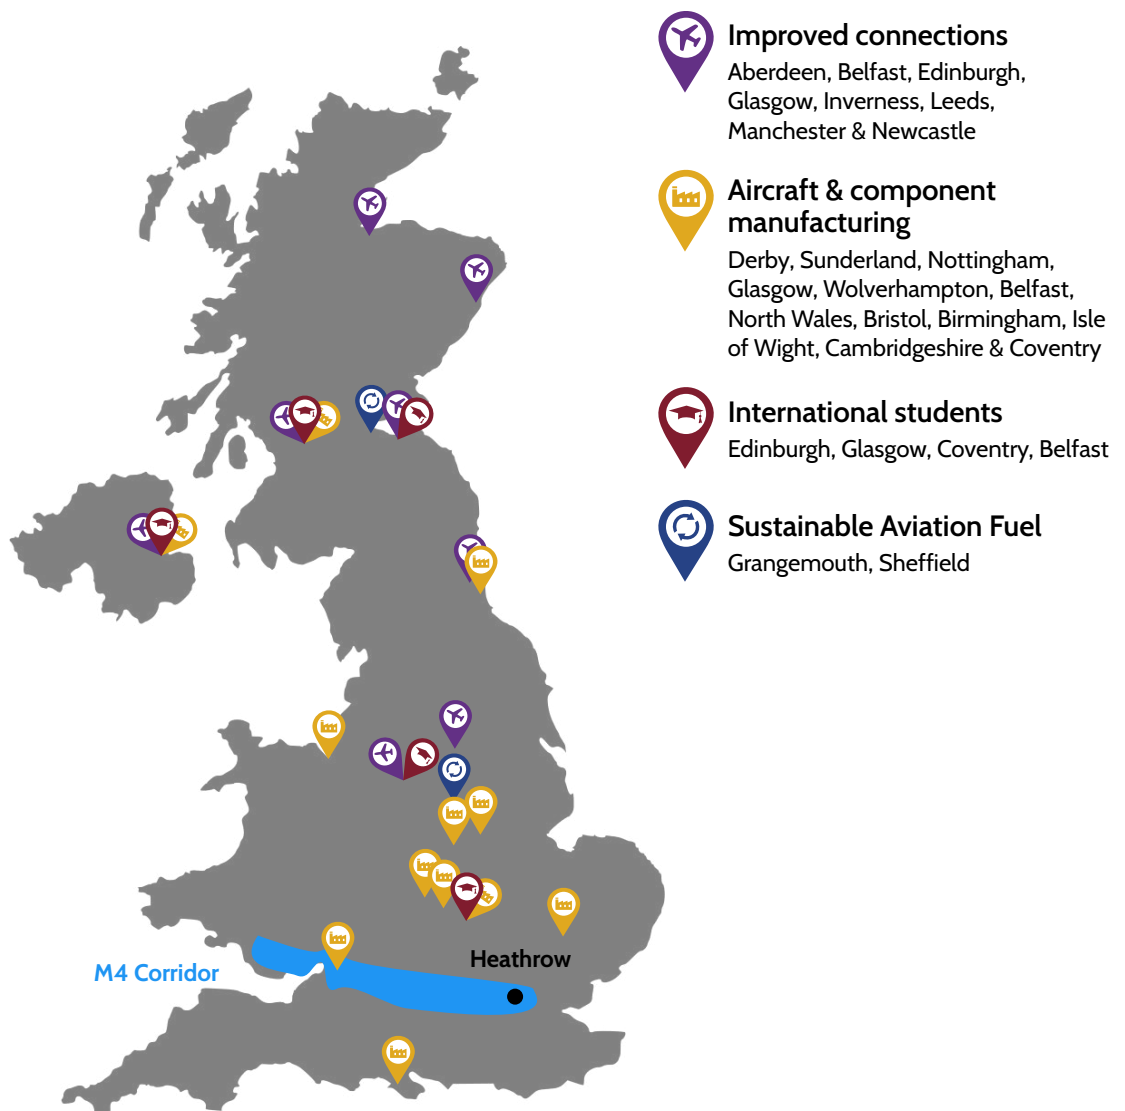 Improved connections
Aberdeen, Belfast, Edinburgh,
Glasgow, Inverness, Leeds,
Manchester & Newcastle
Aircraft & component
manufacturing
Derby, Sunderland, Nottingham,
Glasgow, Wolverhampton, Belfast,
North Wales, Bristol, Birmingham, Isle
of Wight, Cambridgeshire & Coventry
International students
Edinburgh, Glasgow, Coventry, Belfast
Sustainable Aviation Fuel
Grangemouth, Sheffield
Heathrow
M4 Corridor